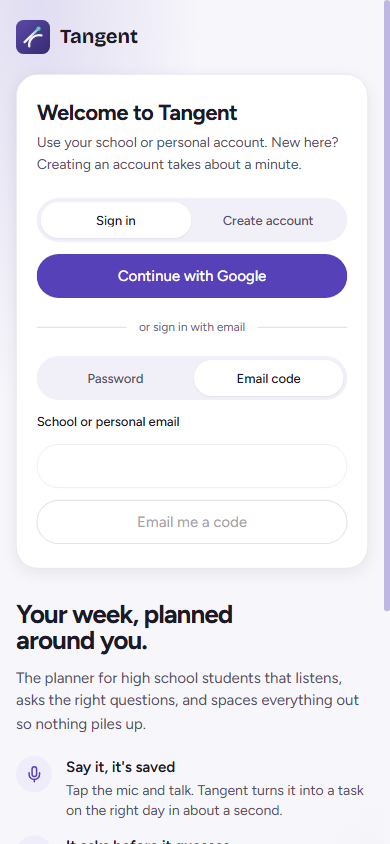 Tangent
Welcome to Tangent
Use your school or personal account. New here?
Creating an account takes about a minute.
Sign in
Create account
Continue with Google
or sign in with email
Password
Email code
School or personal email
Email me a code
Your week, planned
around you.
The planner for high school students that listens,
asks the right questions, and spaces everything out
so nothing piles up.
Say it, it's saved
Tap the mic and talk. Tangent turns it into a task
on the right day in about a second.